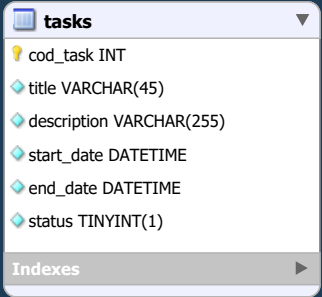 tasks
cod_task INT
title VARCHAR(45)
description VARCHAR(255)
start_date DATETIME
end_date DATETIME
status TINYINT(1)
Indexes